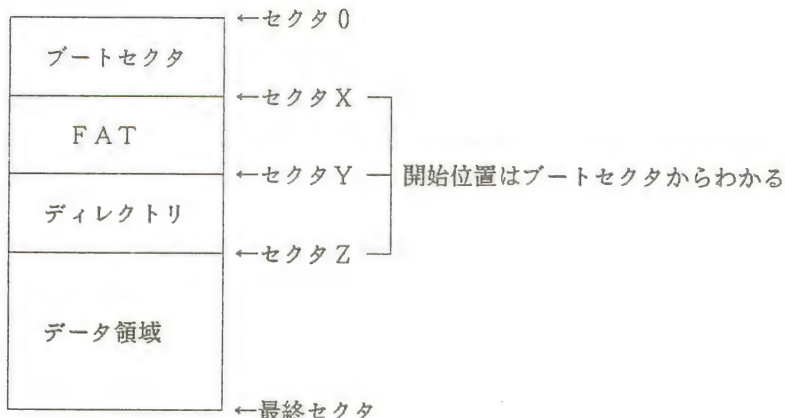 ←セクタ0
ブートセクタ
←セクタX
FAT
←セクタY
開始位置はブートセクタからわかる
ディレクトリ
←セクタZ
データ領域
←最終セクタ